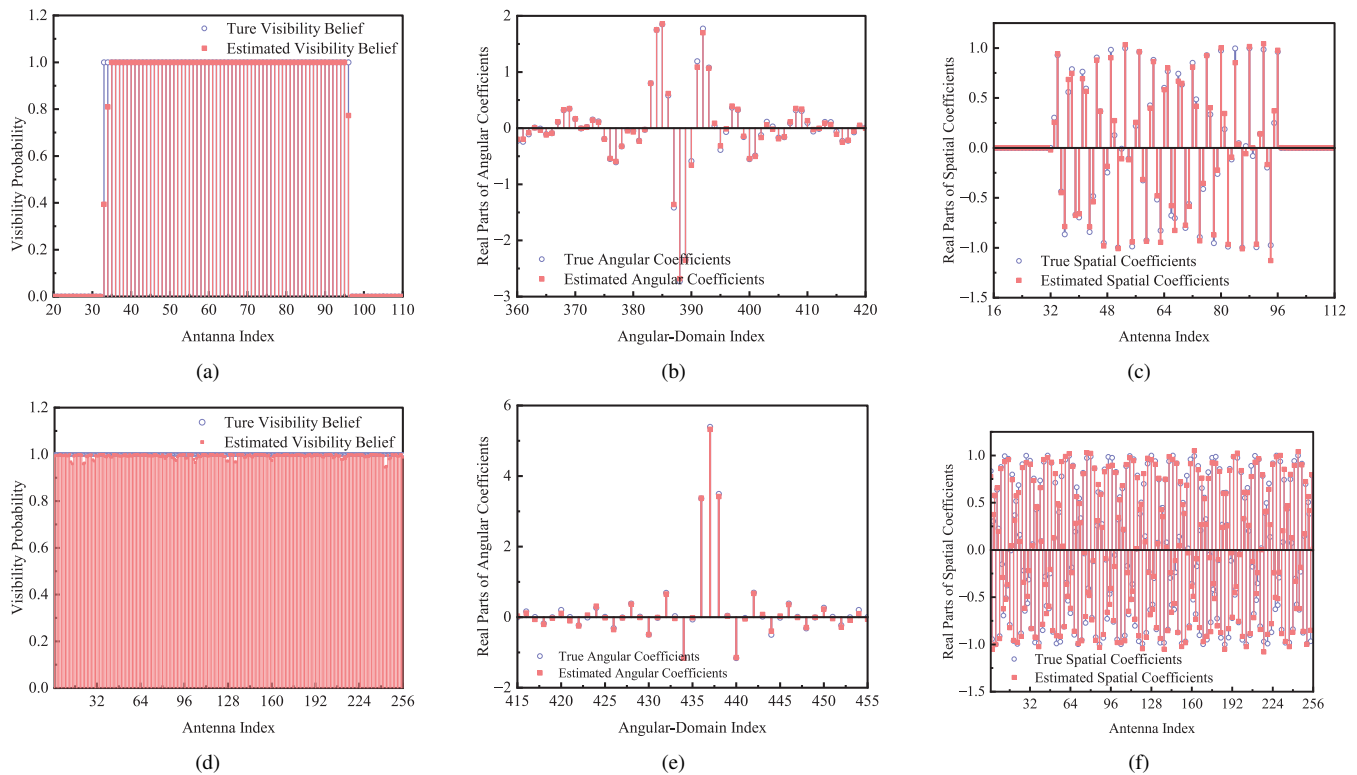 1.2
1.0
0.8
0.6
0.4
0.2
0.0
Visibility Probability
Ture Visibility Belief
Estimated Visibility Belief
20 30 40 50 60 70 80 90 100 110
Antanna Index
(a)
2
1
0
−1
−2
−3
Real Parts of Angular Coefficients
True Angular Coefficients
Estimated Angular Coefficients
360 370 380 390 400 410 420
Angular-Domain Index
(b)
1.5
1.0
0.5
0.0
−0.5
−1.0
−1.5
Real Parts of Spatial Coefficients
True Spatial Coefficients
Estimated Spatial Coefficients
16 32 48 64 80 96 112
Antenna Index
(c)
1.2
1.0
0.8
0.6
0.4
0.2
0.0
Visibility Probability
Ture Visibility Belief
Estimated Visibility Belief
32 64 96 128 160 192 224 256
Antenna Index
(d)
6
4
2
0
−2
Real Parts of Angular Coefficients
True Angular Coefficients
Estimated Angular Coefficients
415 420 425 430 435 440 445 450 455
Angular-Domain Index
(e)
1.0
0.5
0.0
−0.5
−1.0
−1.5
Real Parts of Spatial Coefficients
True Spatial Coefficients
Estimated Spatial Coefficients
32 64 96 128 160 192 224 256
Antenna Index
(f)